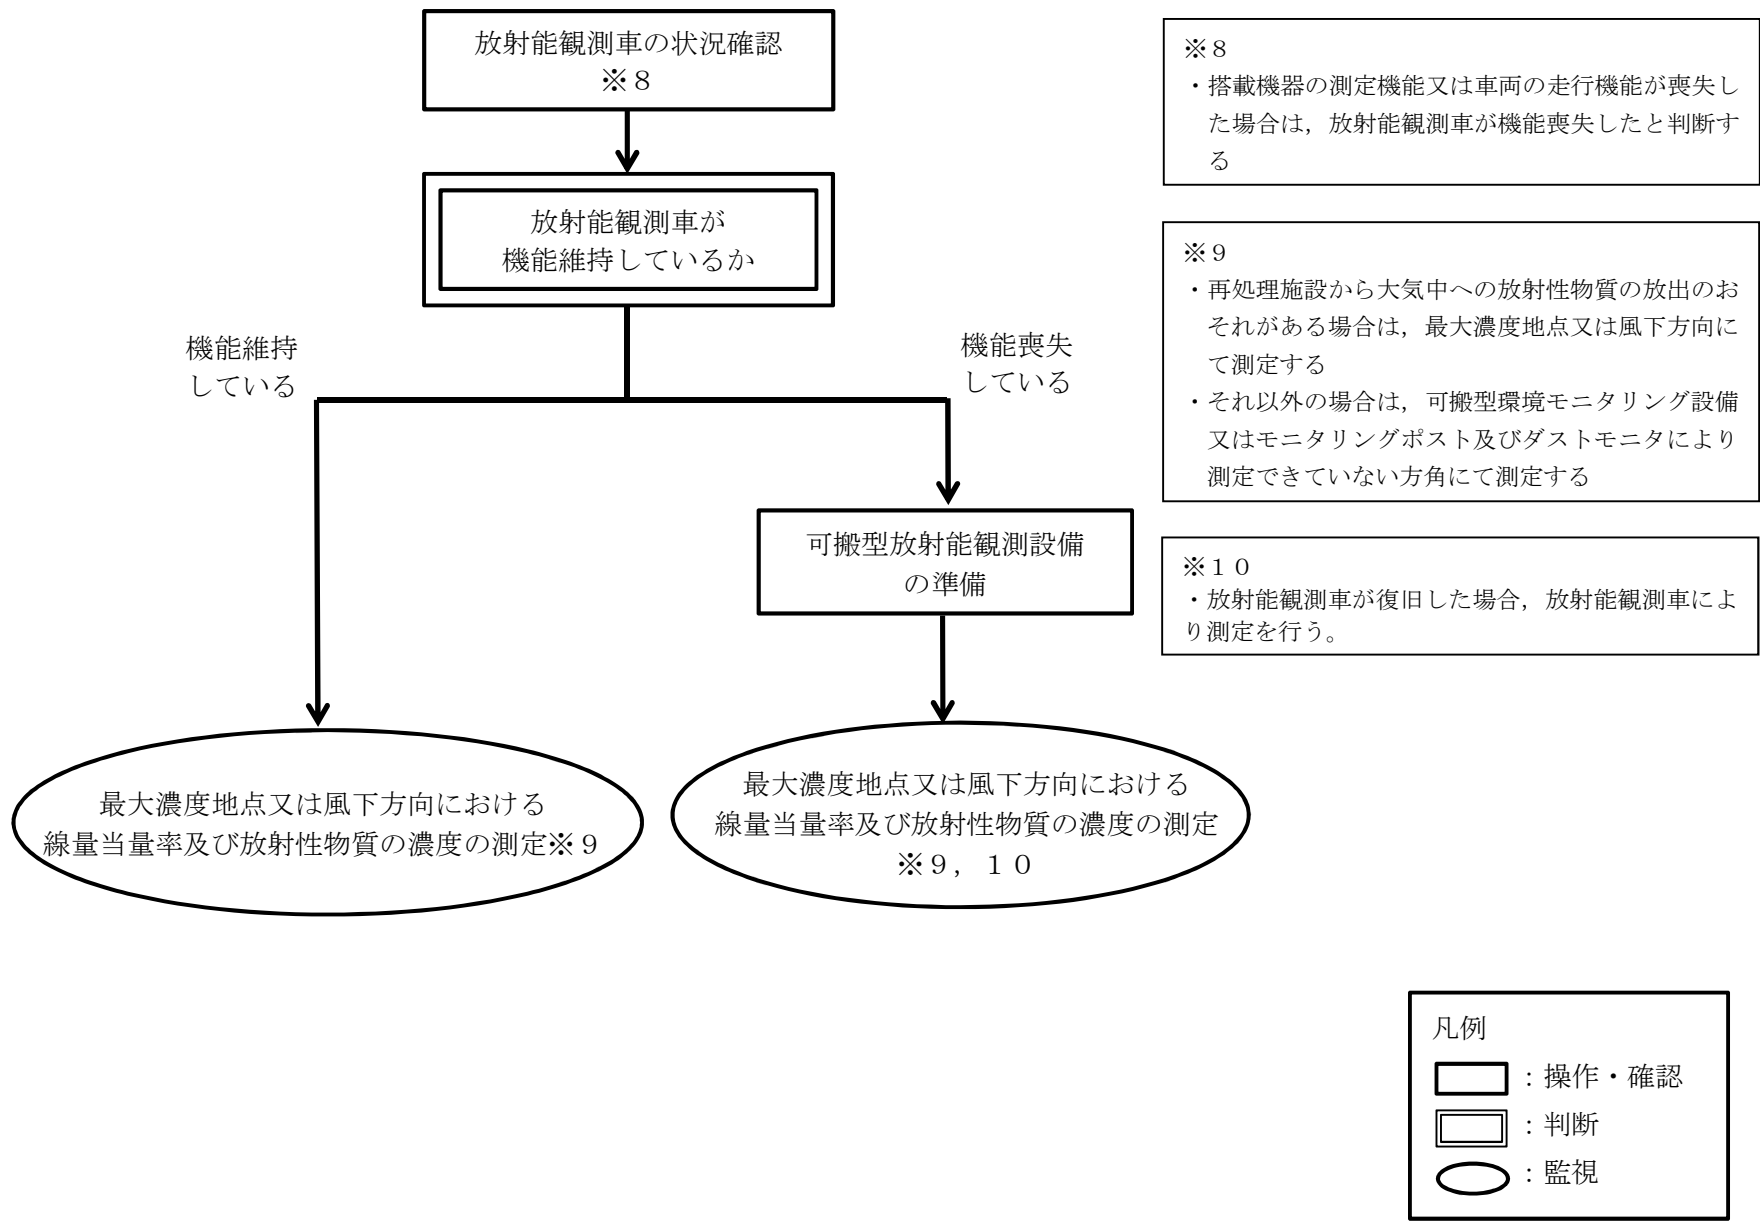 放射能観測車の状況確認
※８
放射能観測車が
機能維持しているか
機能維持
している
機能喪失
している
可搬型放射能観測設備
の準備
最大濃度地点又は風下方向における
線量当量率及び放射性物質の濃度の測定※９
最大濃度地点又は風下方向における
線量当量率及び放射性物質の濃度の測定
※９，１０
※８
・搭載機器の測定機能又は車両の走行機能が喪失し
た場合は，放射能観測車が機能喪失したと判断す
る
※９
・再処理施設から大気中への放射性物質の放出のお
それがある場合は，最大濃度地点又は風下方向に
て測定する
・それ以外の場合は，可搬型環境モニタリング設備
又はモニタリングポスト及びダストモニタにより
測定できていない方角にて測定する
※１０
・放射能観測車が復旧した場合，放射能観測車によ
り測定を行う。
凡例
：操作・確認
：判断
：監視